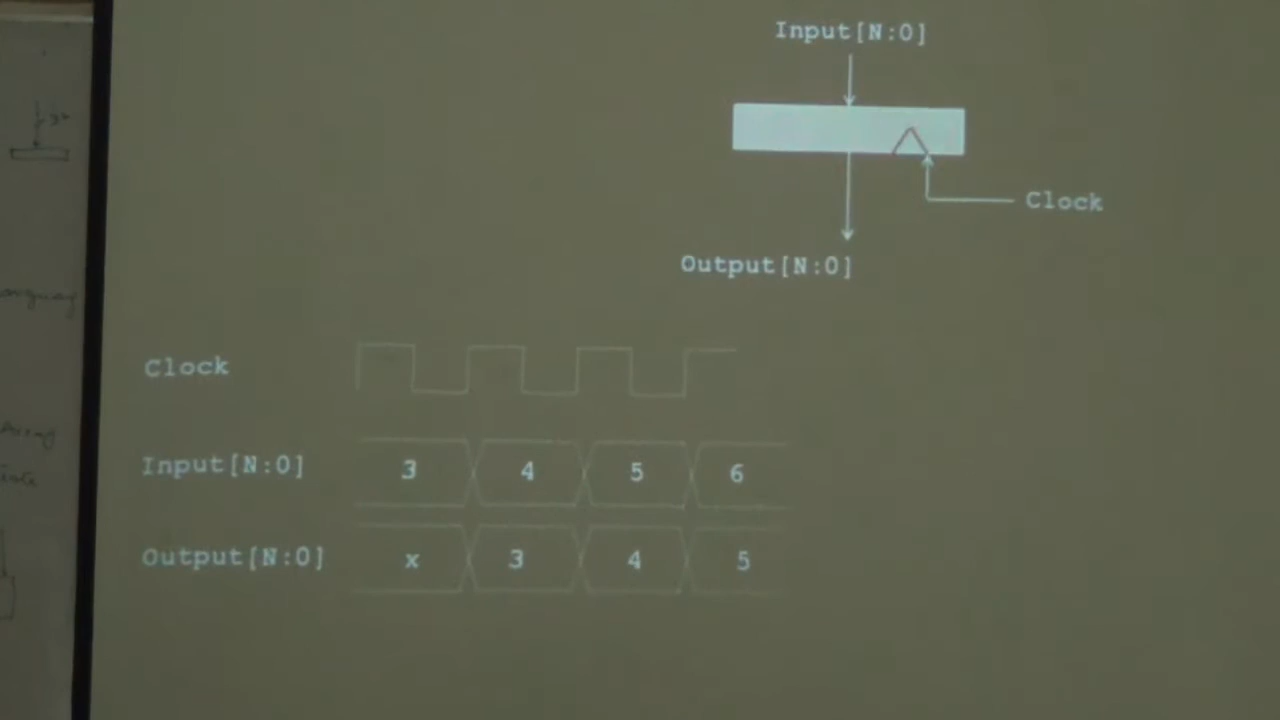 Input[N:0]
Clock
Output[N:0]
Clock
Input[N:0] 3 4 5 6
Output[N:0] x 3 4 5